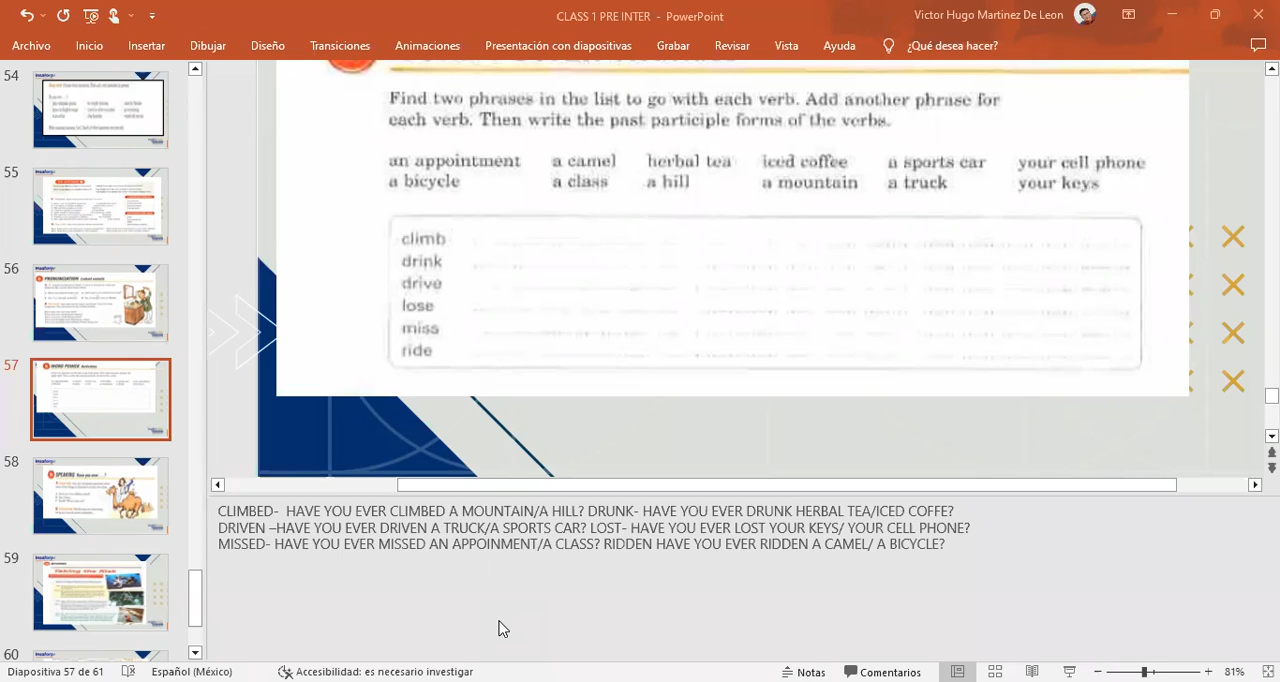 CLASS 1 PRE INTER - PowerPoint
Victor Hugo Martinez De Leon
Archivo Inicio Insertar Dibujar Diseño Transiciones Animaciones Presentación con diapositivas Grabar Revisar Vista Ayuda ¿Qué desea hacer?
54
55
56
57
58
59
60
Find two phrases in the list to go with each verb. Add another phrase for
each verb. Then write the past participle forms of the verbs.
an appointment a camel herbal tea iced coffee a sports car your cell phone
a bicycle a class a hill a mountain a truck your keys
climb
drink
drive
lose
miss
ride
CLIMBED- HAVE YOU EVER CLIMBED A MOUNTAIN/A HILL? DRUNK- HAVE YOU EVER DRUNK HERBAL TEA/ICED COFFE?
DRIVEN –HAVE YOU EVER DRIVEN A TRUCK/A SPORTS CAR? LOST- HAVE YOU EVER LOST YOUR KEYS/ YOUR CELL PHONE?
MISSED- HAVE YOU EVER MISSED AN APPOINMENT/A CLASS? RIDDEN HAVE YOU EVER RIDDEN A CAMEL/ A BICYCLE?
Diapositiva 57 de 61 Español (México) Accesibilidad: es necesario investigar Notas Comentarios 81%